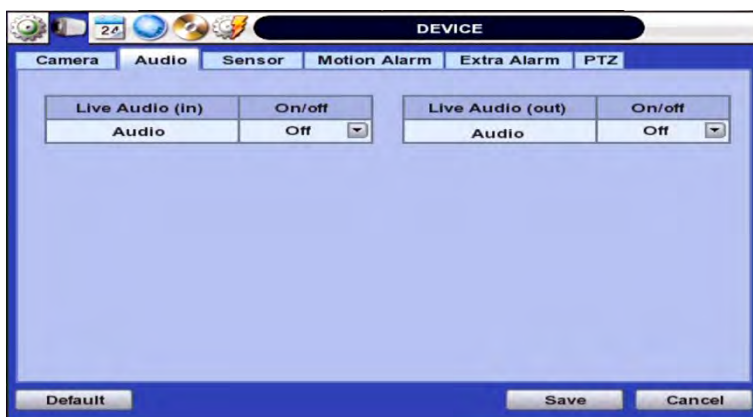 24
DEVICE
Camera Audio Sensor Motion Alarm Extra Alarm PTZ
Live Audio (in) On/off Live Audio (out) On/off
Audio Off Audio Off
Default Save Cancel